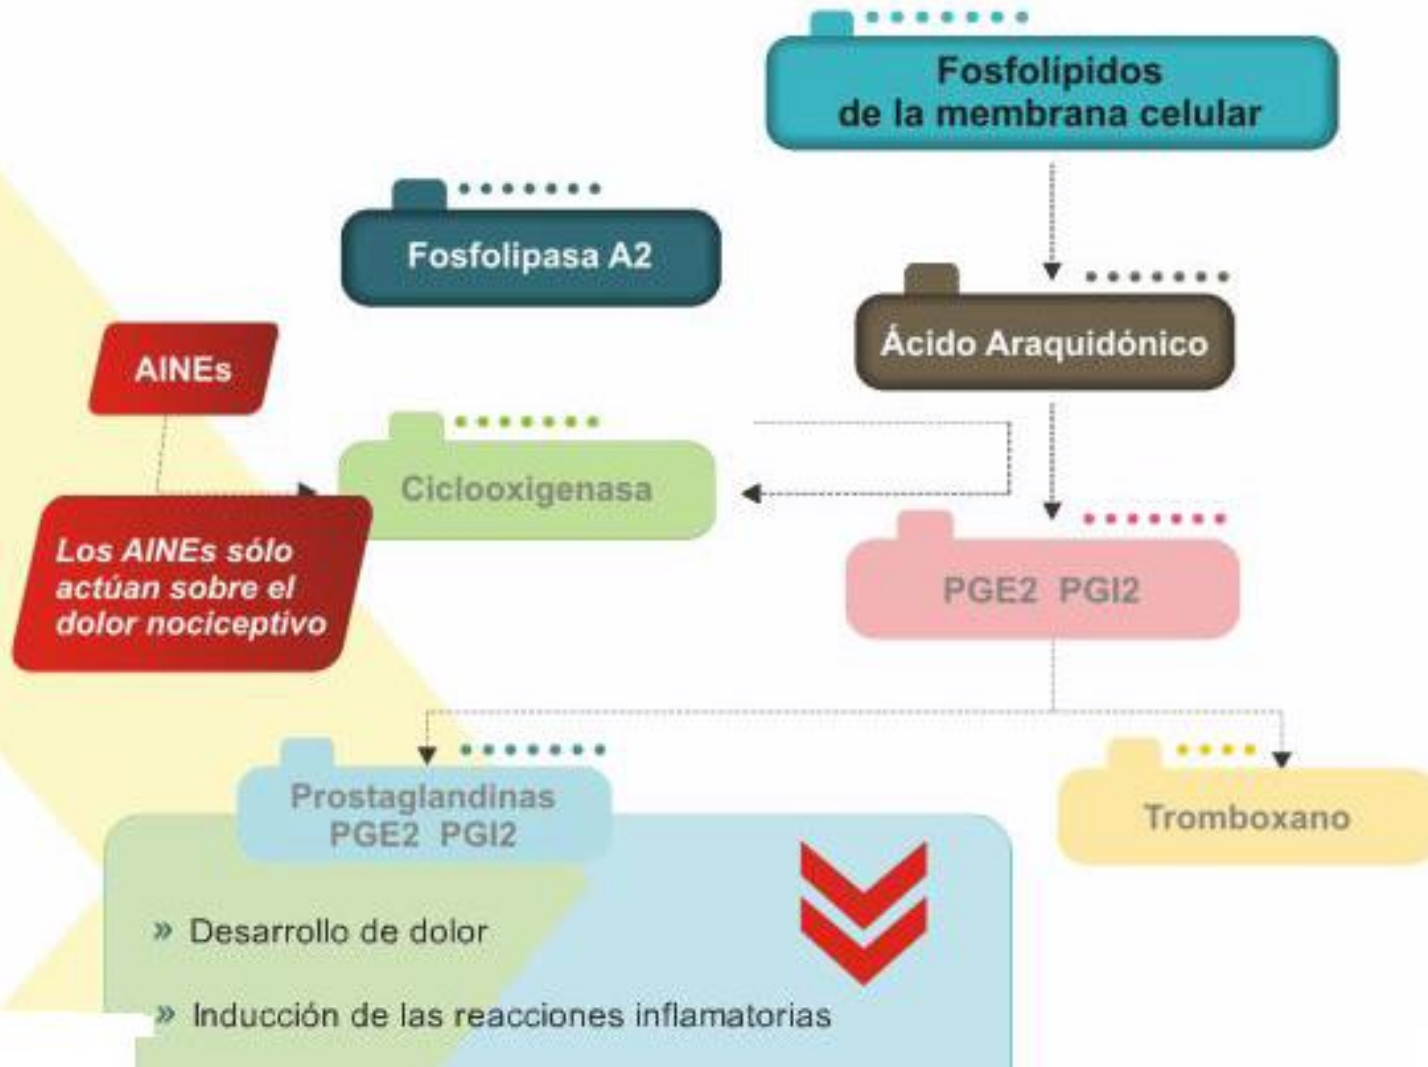 Fosfolípidos
de la membrana celular
Fosfolipasa A2
Ácido Araquidónico
AINEs
Ciclooxigenasa
Los AINEs sólo
actúan sobre el
dolor nociceptivo
PGE2 PGI2
Prostaglandinas
PGE2 PGI2
Tromboxano
» Desarrollo de dolor
» Inducción de las reacciones inflamatorias